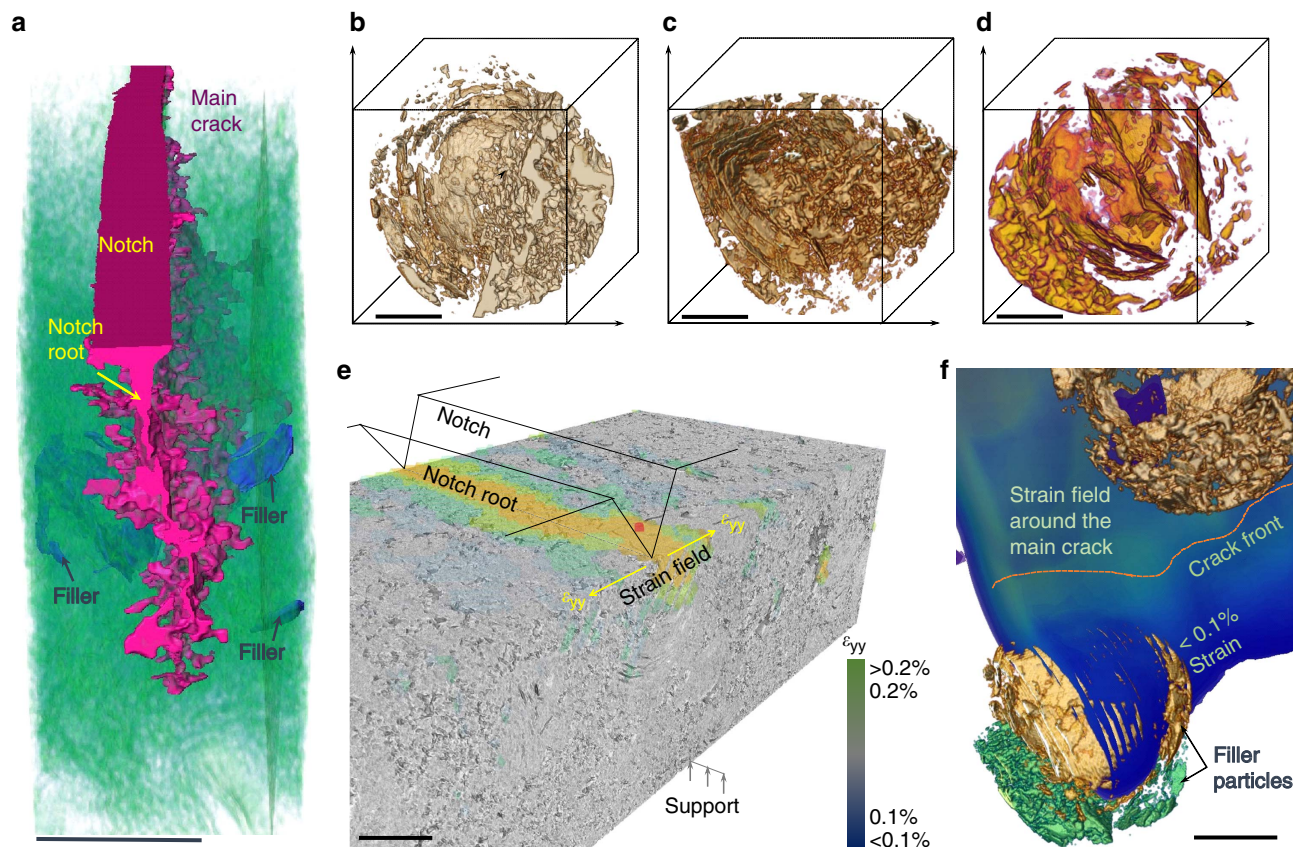 a
Main
crack
Notch
Notch
root
Filler
Filler
Filler
b
c
d
e
Notch
Notch root
εyy
Strain field
εyy
Support
εyy
>0.2%
0.2%
0.1%
<0.1%
f
Strain field
around the
main crack
Crack front
< 0.1%
Strain
Filler
particles